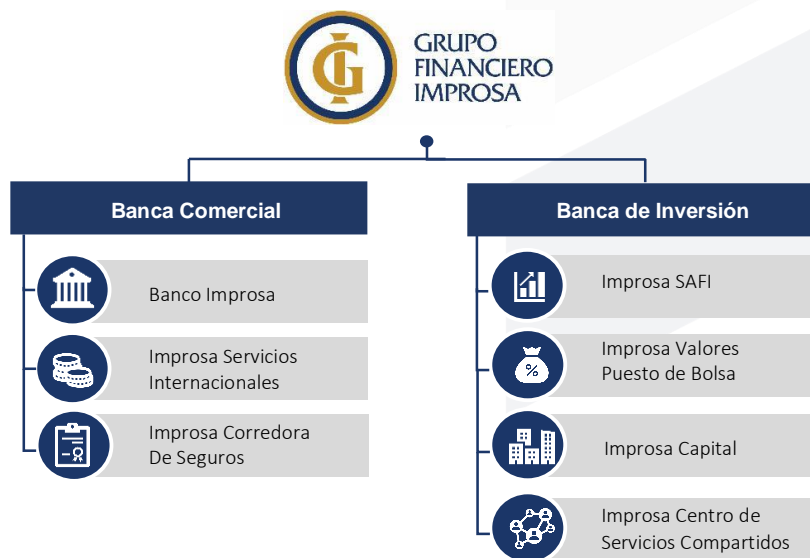 GRUPO
FINANCIERO
IMPROSA
Banca Comercial
Banco Improsa
Improsa Servicios
Internacionales
Improsa Corredora
De Seguros
Banca de Inversión
Improsa SAFI
Improsa Valores
Puesto de Bolsa
%
Improsa Capital
Improsa Centro de
Servicios Compartidos